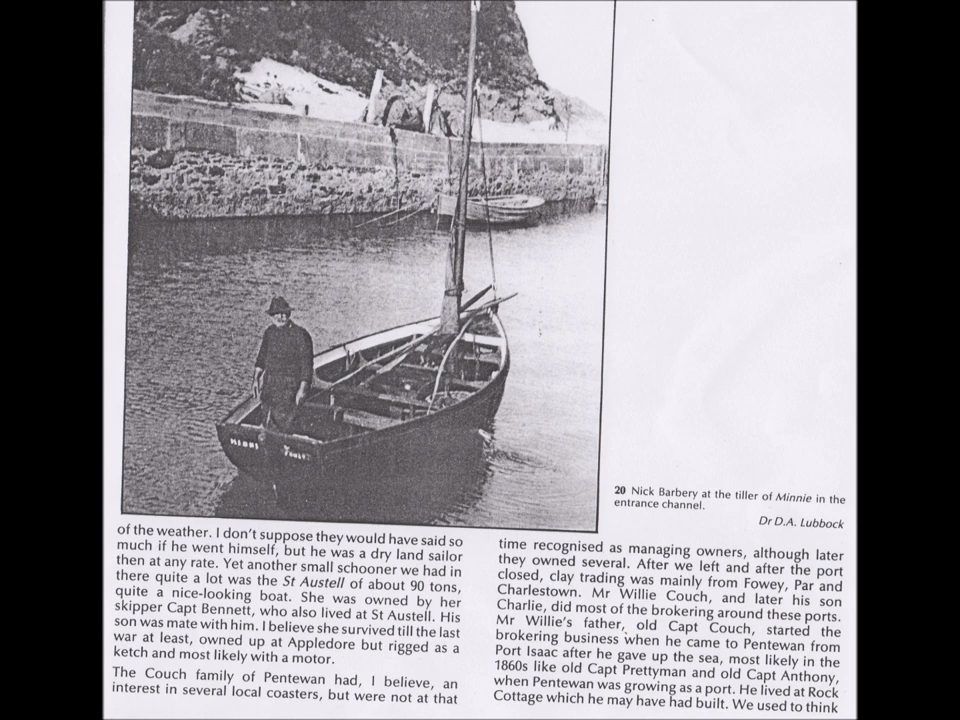 MINNI
FOWEY
20 Nick Barbery at the tiller of Minnie in the
entrance channel.
Dr D.A. Lubbock
of the weather. I don't suppose they would have said so
much if he went himself, but he was a dry land sailor
then at any rate. Yet another small schooner we had in
there quite a lot was the St Austell of about 90 tons,
quite a nice-looking boat. She was owned by her
skipper Capt Bennett, who also lived at St Austell. His
son was mate with him. I believe she survived till the last
war at least, owned up at Appledore but rigged as a
ketch and most likely with a motor.
The Couch family of Pentewan had, I believe, an
interest in several local coasters, but were not at that
time recognised as managing owners, although later
they owned several. After we left and after the port
closed, clay trading was mainly from Fowey, Par and
Charlestown. Mr Willie Couch, and later his son
Charlie, did most of the brokering around these ports.
Mr Willie's father, old Capt Couch, started the
brokering business when he came to Pentewan from
Port Isaac after he gave up the sea, most likely in the
1860s like old Capt Prettyman and old Capt Anthony,
when Pentewan was growing as a port. He lived at Rock
Cottage which he may have had built. We used to think